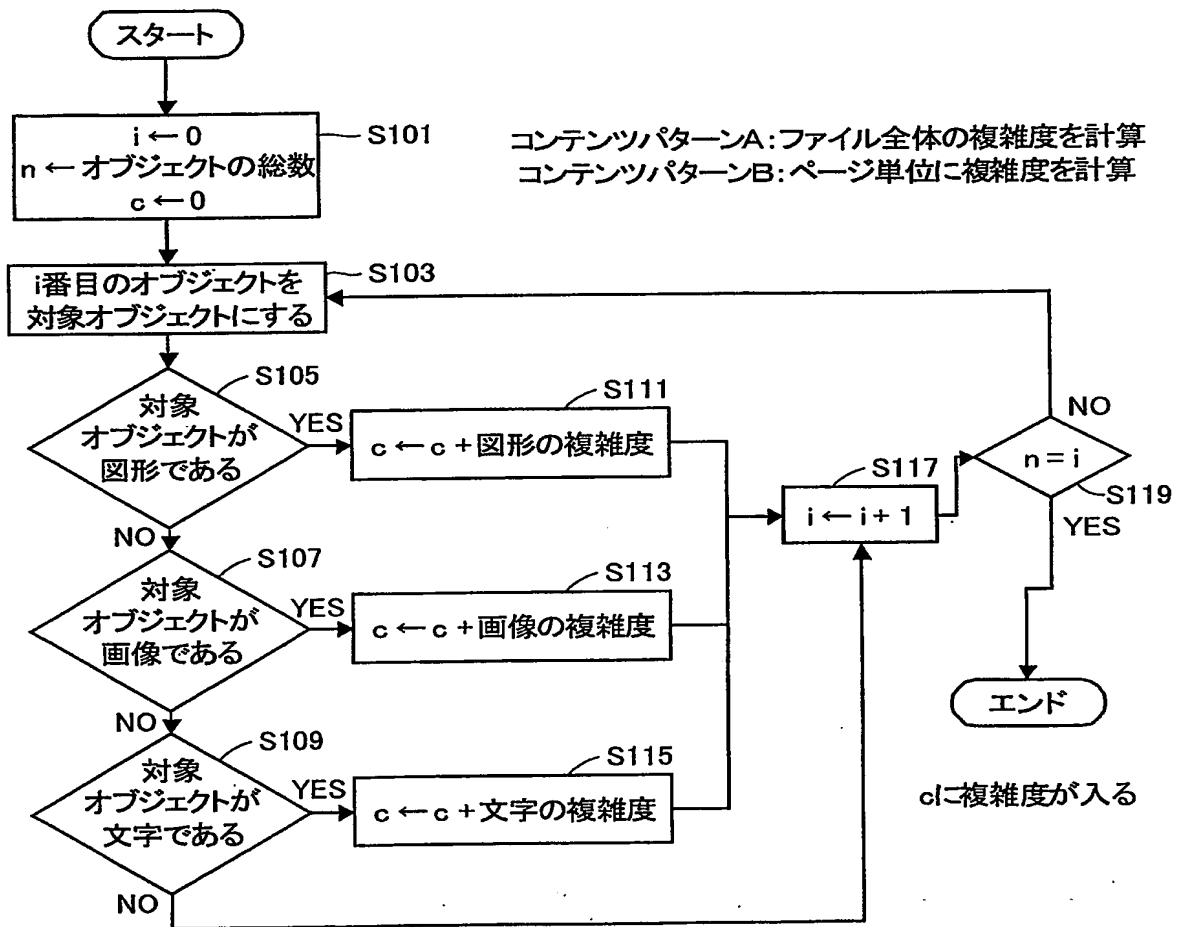 スタート
i←0
n←オブジェクトの総数
c←0
S101
コンテンツパターンA:ファイル全体の複雑度を計算
コンテンツパターンB:ページ単位に複雑度を計算
i番目のオブジェクトを
対象オブジェクトにする
S103
対象
オブジェクトが
図形である
S105
YES
c←c+図形の複雑度
S111
NO
対象
オブジェクトが
画像である
S107
YES
c←c+画像の複雑度
S113
NO
対象
オブジェクトが
文字である
S109
YES
c←c+文字の複雑度
S115
NO
i←i+1
S117
n=i
S119
NO
YES
エンド
cに複雑度が入る